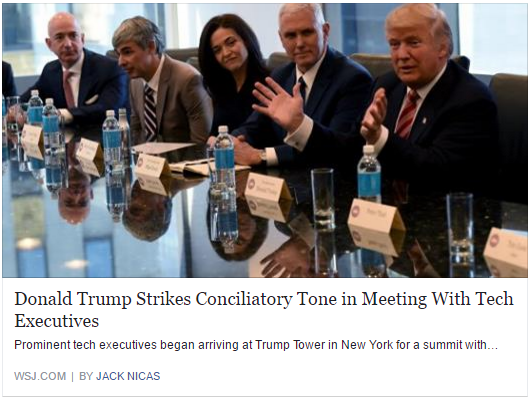 Donald Trump Strikes Conciliatory Tone in Meeting With Tech
Executives
Prominent tech executives began arriving at Trump Tower in New York for a summit with…
WSJ.COM | BY JACK NICAS